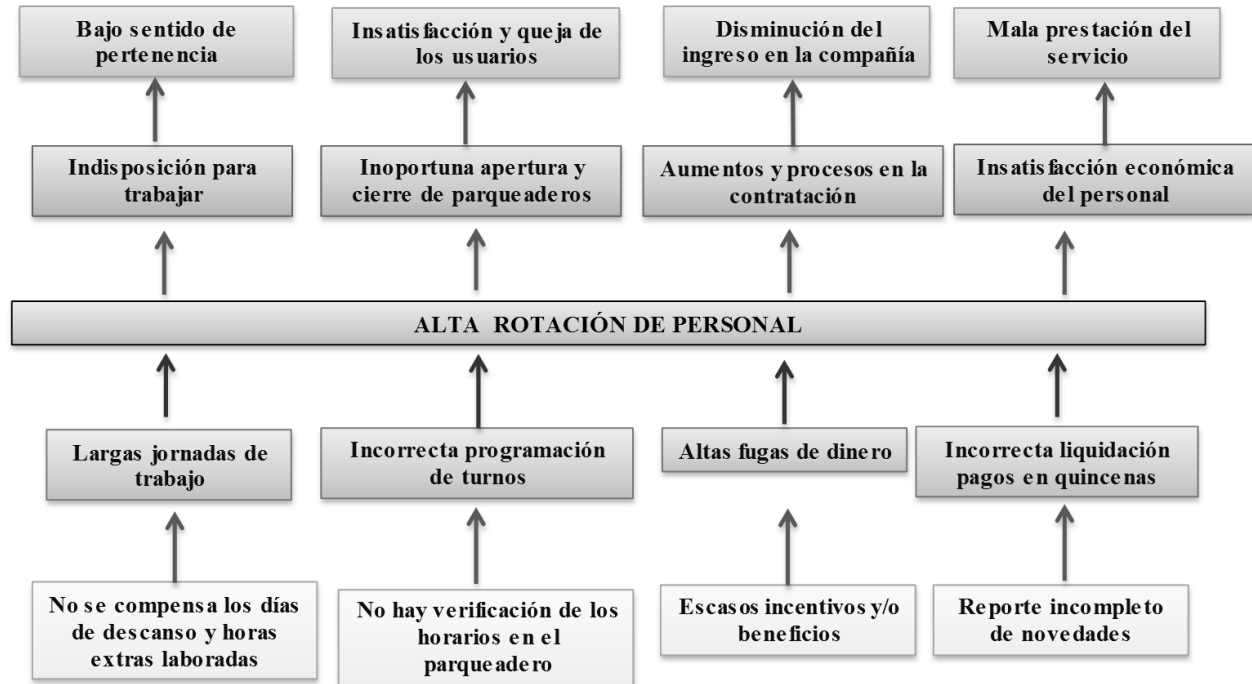 Bajo sentido de
pertenencia
Insatisfacción y queja de
los usuarios
Disminución del
ingreso en la compañía
Mala prestación del
servicio
Indisposición para
trabajar
Inoportuna apertura y
cierre de parqueaderos
Aumentos y procesos en la
contratación
Insatisfacción económica
del personal
ALTA ROTACIÓN DE PERSONAL
Largas jornadas de
trabajo
Incorrecta programación
de turnos
Altas fugas de dinero
Incorrecta liquidación
pagos en quincenas
No se compensa los días
de descanso y horas
extras laboradas
No hay verificación de los
horarios en el
parqueadero
Escasos incentivos y/o
beneficios
Reporte incompleto
de novedades